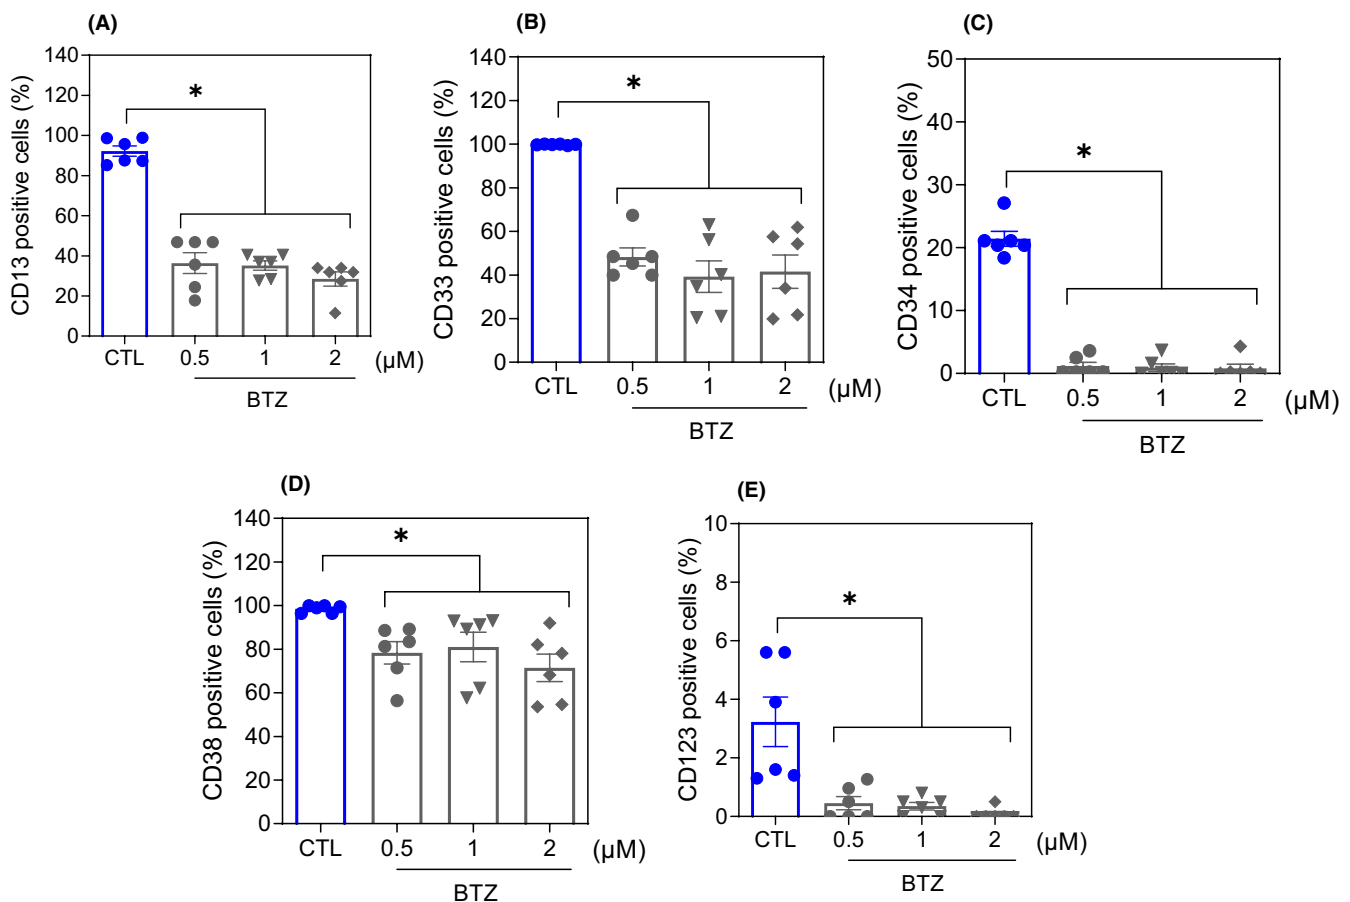 (A)
CD13 positive cells (%)
140
120
100
80
60
40
20
0
*
CTL 0.5 1 2 (µM)
BTZ
(B)
CD33 positive cells (%)
140
120
100
80
60
40
20
0
*
CTL 0.5 1 2 (µM)
BTZ
(C)
CD34 positive cells (%)
50
40
30
20
10
0
*
CTL 0.5 1 2 (µM)
BTZ
(D)
CD38 positive cells (%)
140
120
100
80
60
40
20
0
*
CTL 0.5 1 2 (µM)
BTZ
(E)
CD123 positive cells (%)
10
8
6
4
2
0
*
CTL 0.5 1 2 (µM)
BTZ